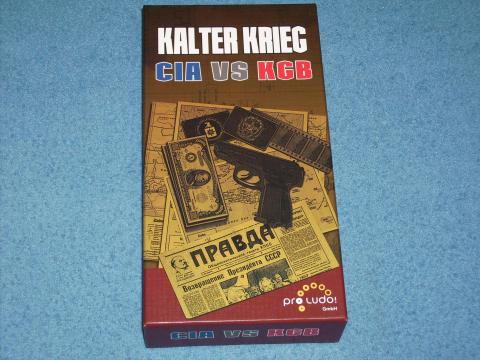 KALTER KRIEG
CIA VS KGB
ПРАВДА
Возвращение Президента СССР
pro ludo!
GmbH
CIA VS KGB